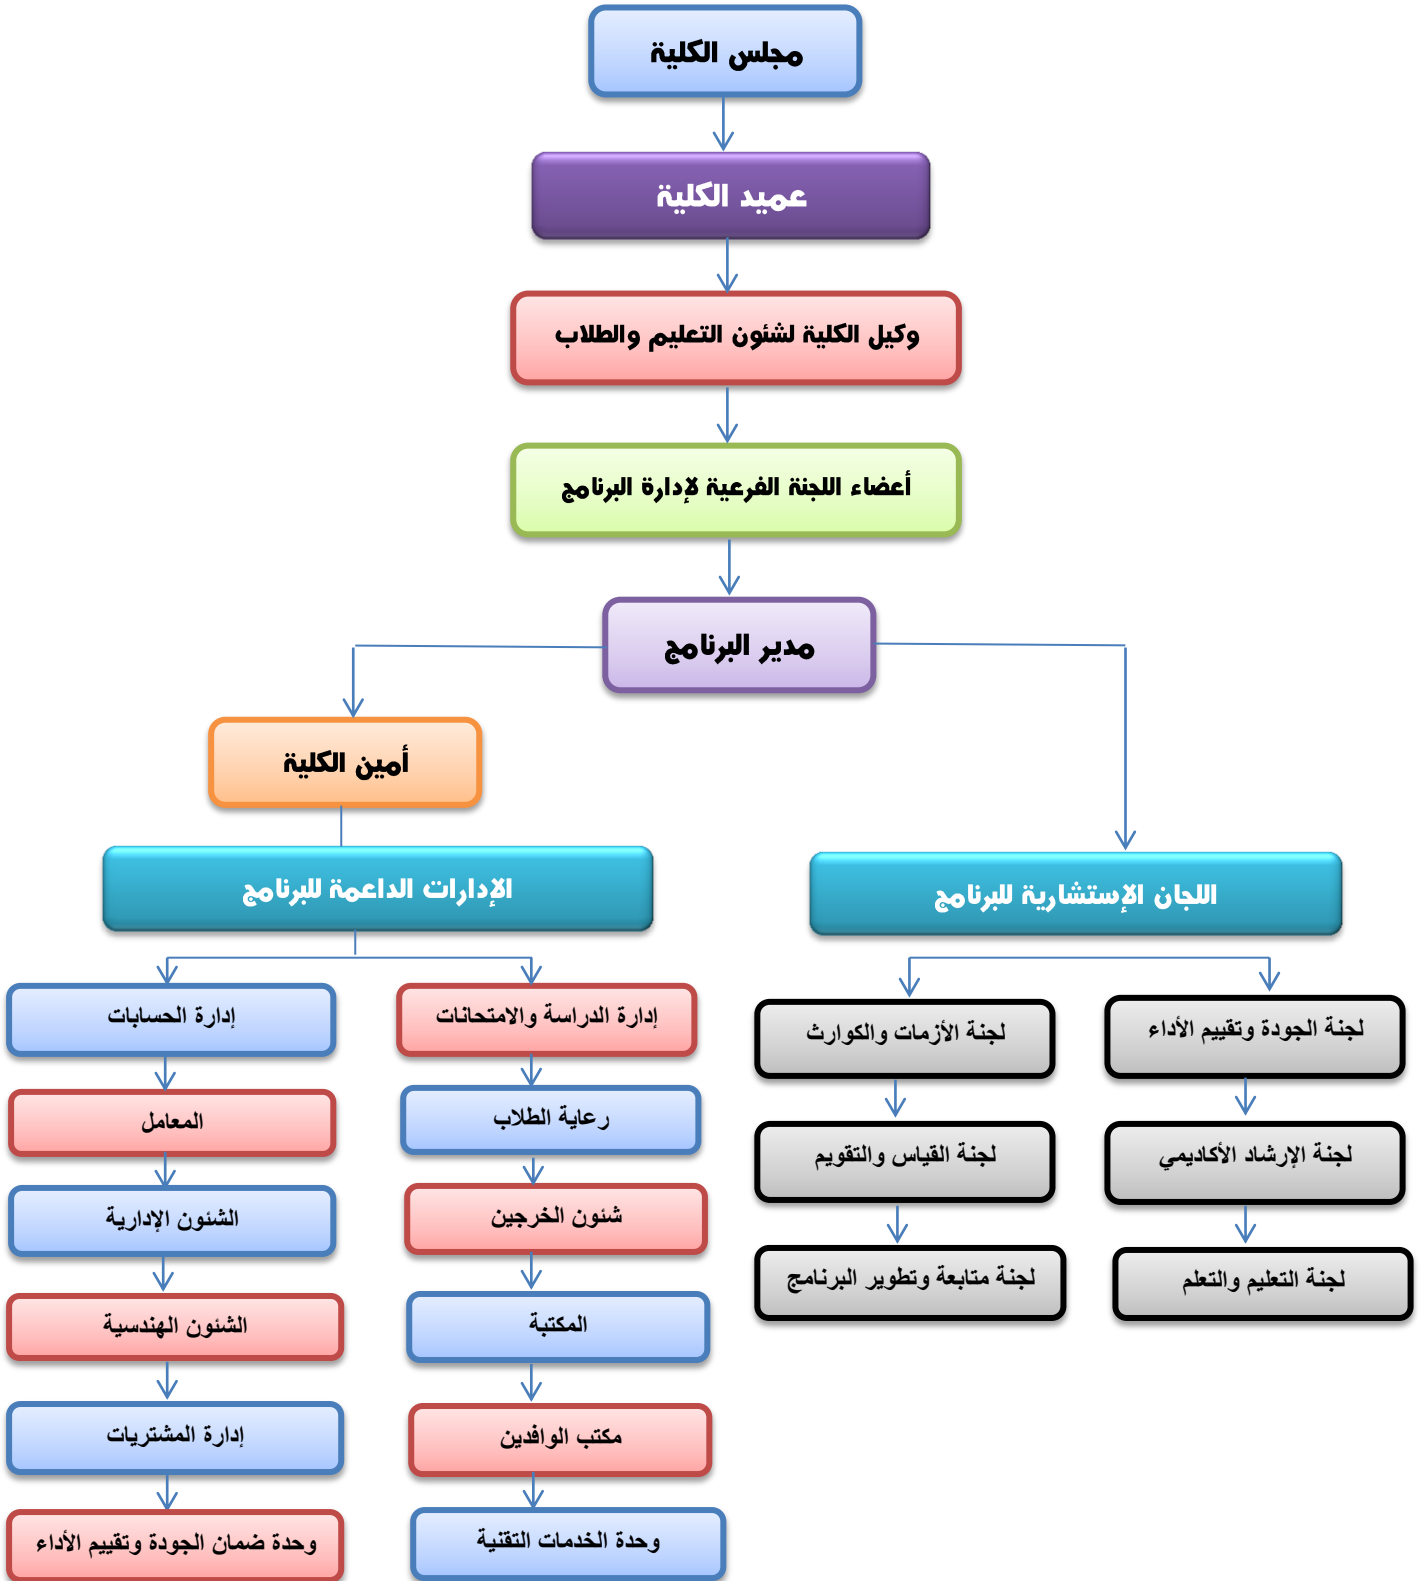 مجلس الكلية
عميد الكلية
وكيل الكلية لشئون التعليم والطلاب
أعضاء اللجنة الفرعية لإدارة البرنامج
مدير البرنامج
أمين الكلية
اللجان الإستشارية للبرنامج
الإدارات الداعمة للبرنامج
لجنة الجودة وتقييم الأداء
لجنة الإرشاد الأكاديمي
لجنة التعليم والتعلم
لجنة الأزمات والكوارث
لجنة القياس والتقويم
لجنة متابعة وتطوير البرنامج
إدارة الدراسة والامتحانات
رعاية الطلاب
شئون الخرجين
المكتبة
مكتب الوافدين
وحدة الخدمات التقنية
إدارة الحسابات
المعامل
الشئون الإدارية
الشئون الهندسية
إدارة المشتريات
وحدة ضمان الجودة وتقييم الأداء